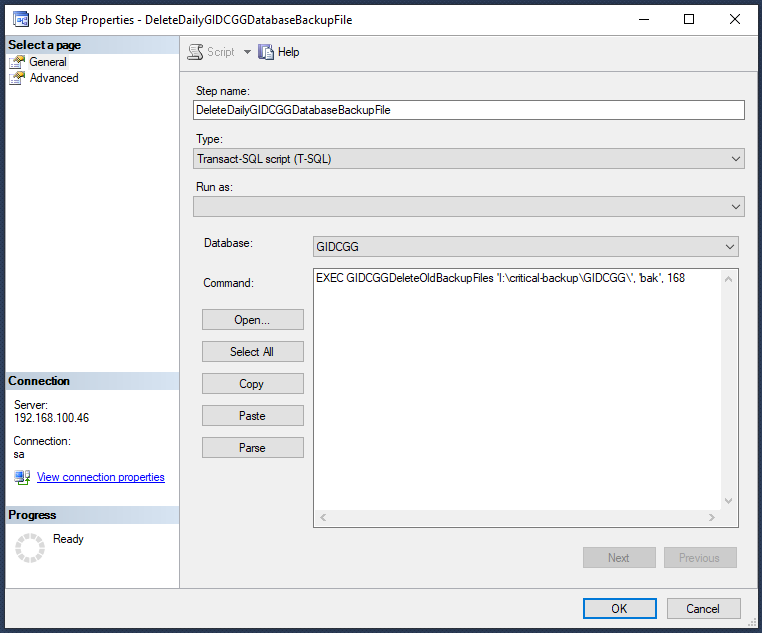 Job Step Properties - DeleteDailyGIDCGGDatabaseBackupFile
Select a page
General
Advanced
Script
Help
Step name:
DeleteDailyGIDCGGDatabaseBackupFile
Type:
Transact-SQL script (T-SQL)
Run as:
Database:
GIDCGG
Command:
EXEC GIDCGGDeleteOldBackupFiles 'I:\critical-backup\GIDCGG\', 'bak', 168
Open...
Select All
Copy
Paste
Parse
Connection
Server:
192.168.100.46
Connection:
sa
View connection properties
Progress
Ready
Next
Previous
OK
Cancel